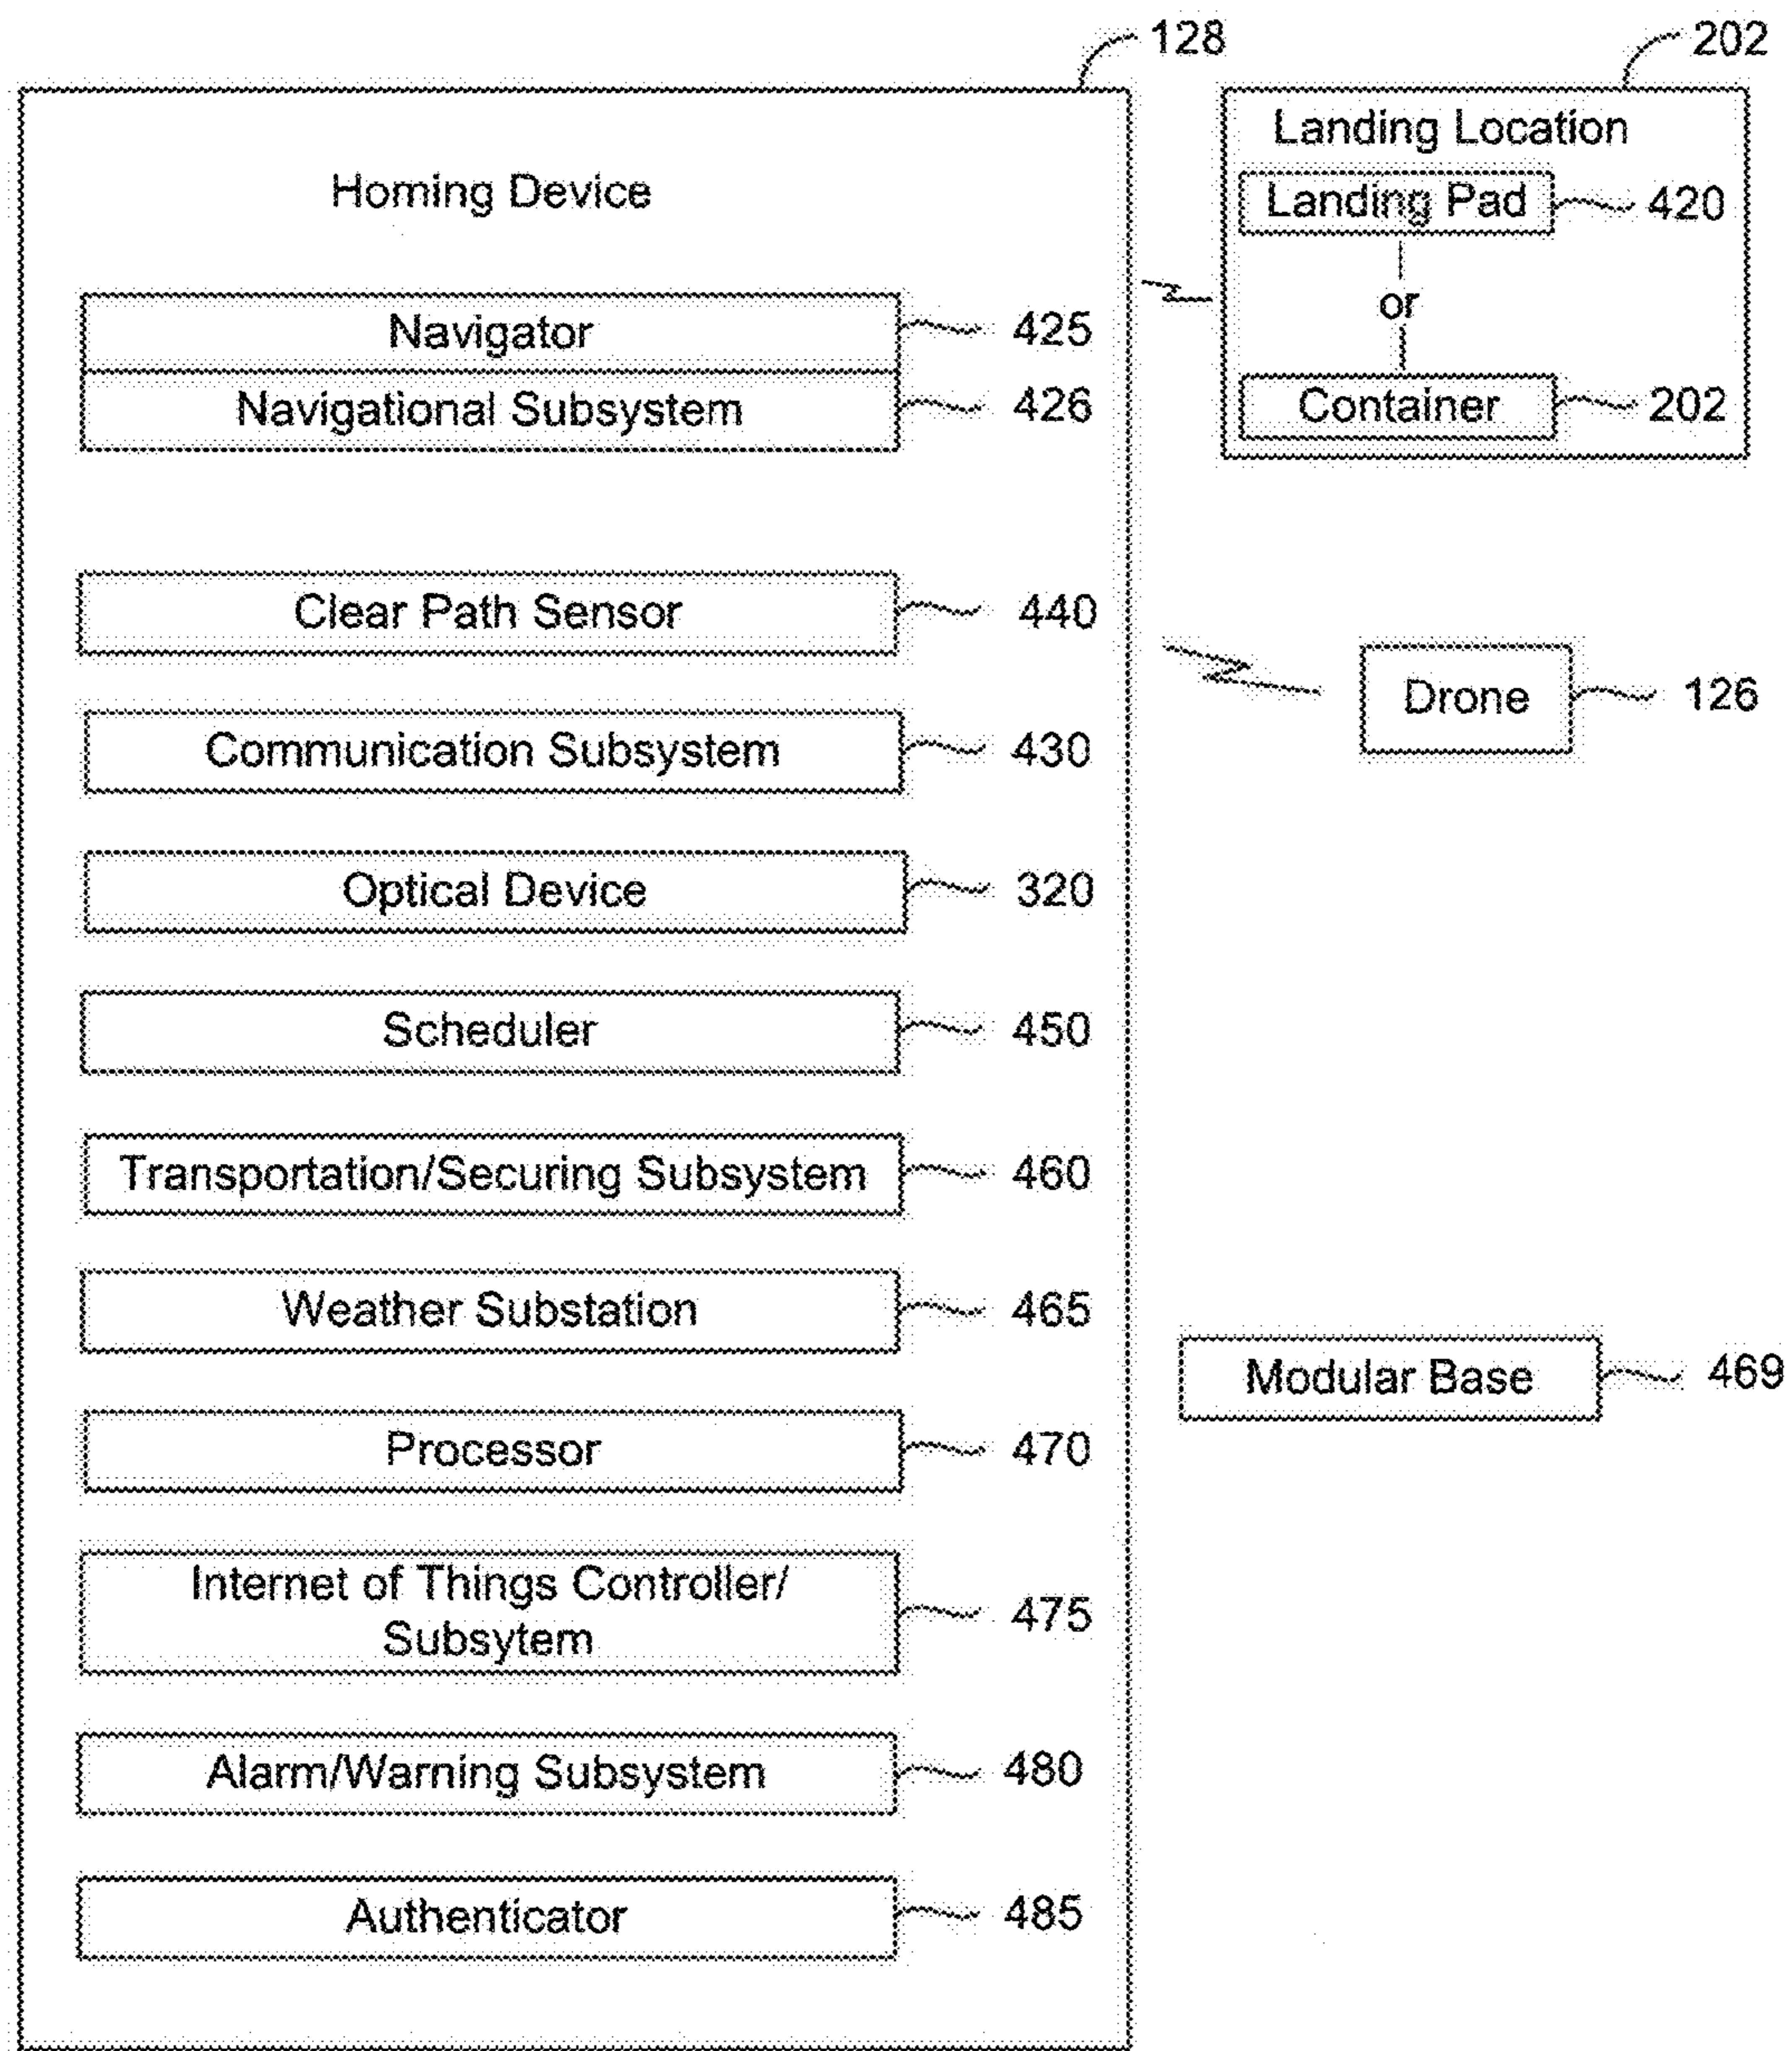 128
Homing Device
Navigator
425
Navigational Subsystem
426
Clear Path Sensor
440
Communication Subsystem
430
Optical Device
320
Scheduler
450
Transportation/Securing Subsystem
460
Weather Substation
465
Processor
470
Internet of Things Controller/
Subsytem
475
Alarm/Warning Subsystem
480
Authenticator
485
202
Landing Location
Landing Pad
420
or
Container
202
Drone
126
Modular Base
469